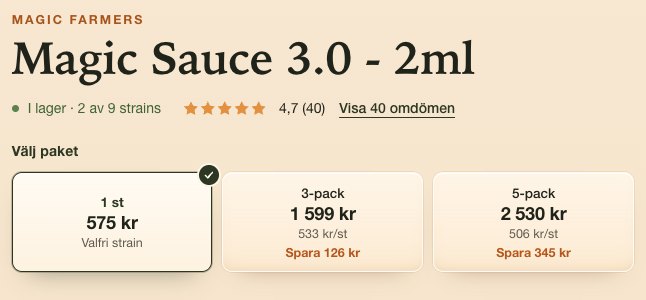 MAGIC FARMERS
Magic Sauce 3.0 - 2ml
I lager · 2 av 9 strains 4,7 (40) Visa 40 omdömen
Välj paket
1 st
575 kr
Valfri strain
3-pack
1 599 kr
533 kr/st
Spara 126 kr
5-pack
2 530 kr
506 kr/st
Spara 345 kr